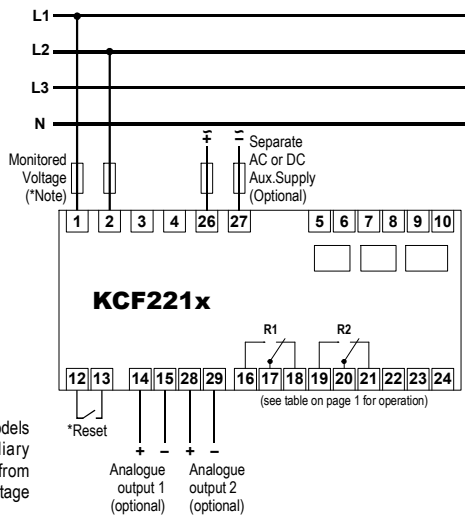 L1
L2
L3
N
Monitored
Voltage
(*Note)
~ + ~ −
Separate
AC or DC
Aux.Supply
(Optional)
1 2 3 4 26 27 5 6 7 8 9 10
KCF221x
R1 R2
12 13 14 15 28 29 16 17 18 19 20 21 22 23 24
(see table on page 1 for operation)
*Reset
+ − + −
Analogue
output 1
(optional)
Analogue
output 2
(optional)
dels
liary
from
tage